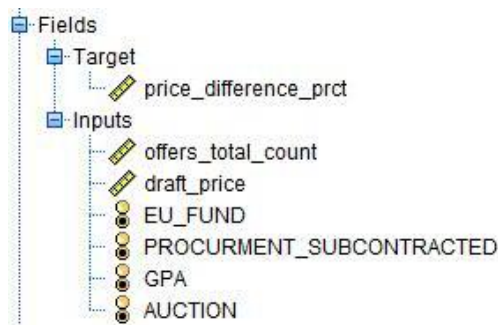 Fields
Target
price_difference_prct
Inputs
offers_total_count
draft_price
EU_FUND
PROCURMENT_SUBCONTRACTED
GPA
AUCTION